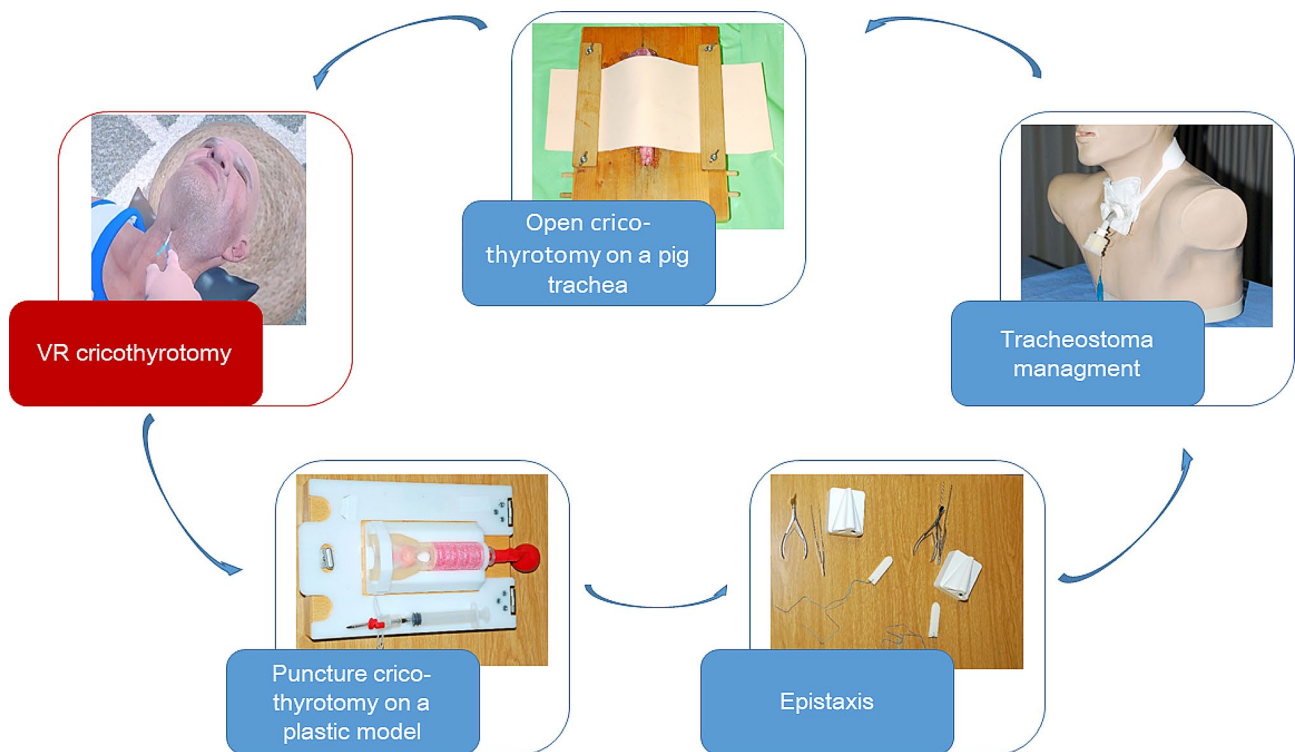 Open crico-
thyrotomy on a pig
trachea
VR cricothyrotomy
Tracheostoma
managment
Puncture crico-
thyrotomy on a
plastic model
Epistaxis